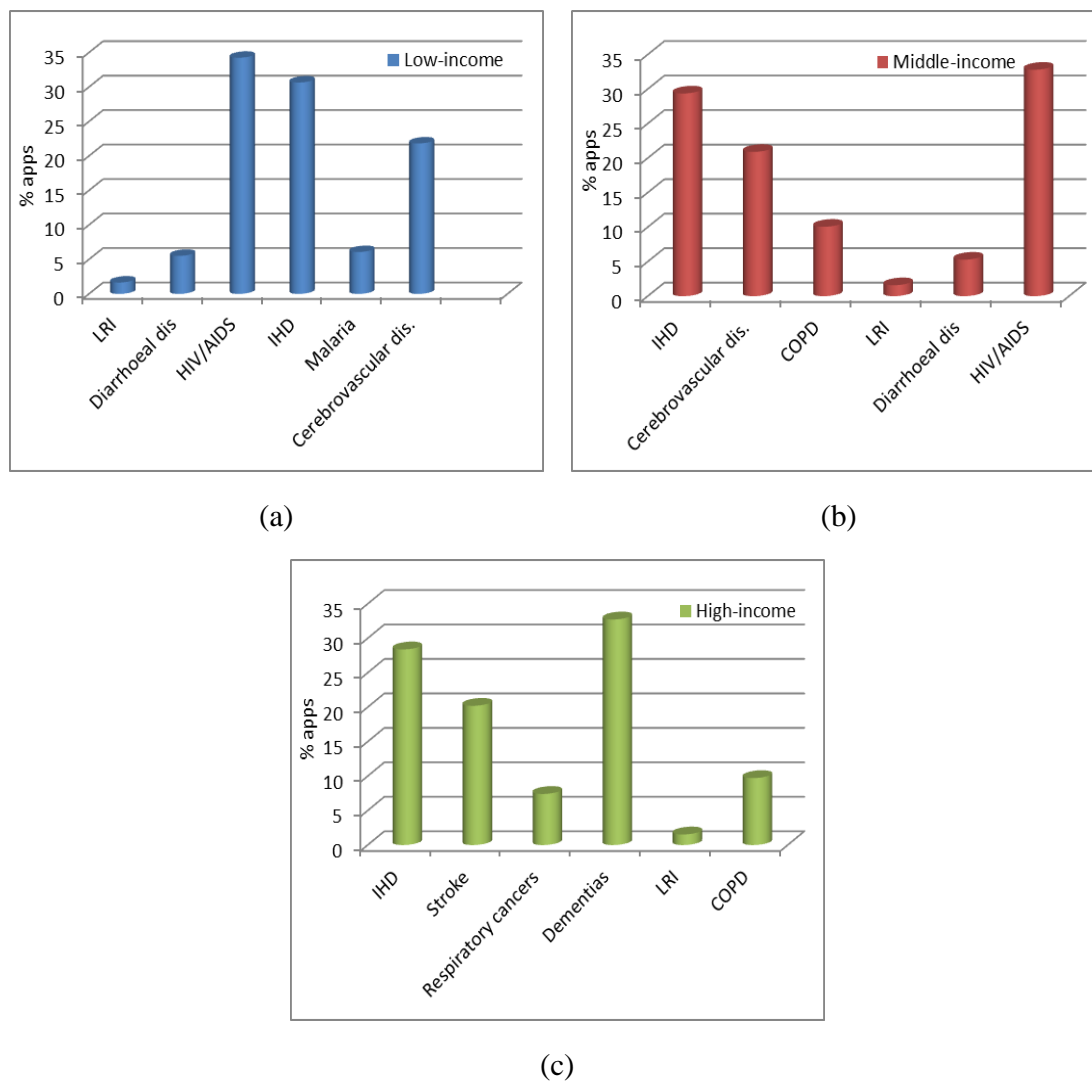 Low-income
% apps
35
30
25
20
15
10
5
0
LRI
Diarrhoeal dis
HIV/AIDS
IHD
Malaria
Cerebrovascular dis.
(a)
Middle-income
% apps
35
30
25
20
15
10
5
0
IHD
Cerebrovascular dis.
COPD
LRI
Diarrhoeal dis
HIV/AIDS
(b)
High-income
% apps
35
30
25
20
15
10
5
0
IHD
Stroke
Respiratory cancers
Dementias
LRI
COPD
(c)